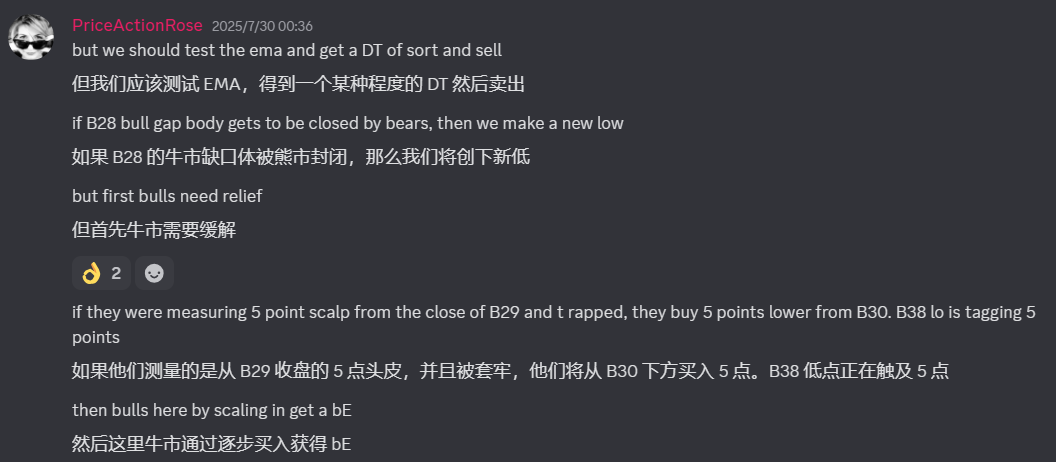 PriceActionRose 2025/7/30 00:36
but we should test the ema and get a DT of sort and sell
但我们应该测试 EMA，得到一个某种程度的 DT 然后卖出
if B28 bull gap body gets to be closed by bears, then we make a new low
如果 B28 的牛市缺口体被熊市封闭，那么我们将创下新低
but first bulls need relief
但首先牛市需要缓解
2
if they were measuring 5 point scalp from the close of B29 and t rapped, they buy 5 points lower from B30. B38 lo is tagging 5
points
如果他们测量的是从 B29 收盘的 5 点头皮，并且被套牢，他们将从 B30 下方买入 5 点。B38 低点正在触及 5 点
then bulls here by scaling in get a bE
然后这里牛市通过逐步买入获得 bE